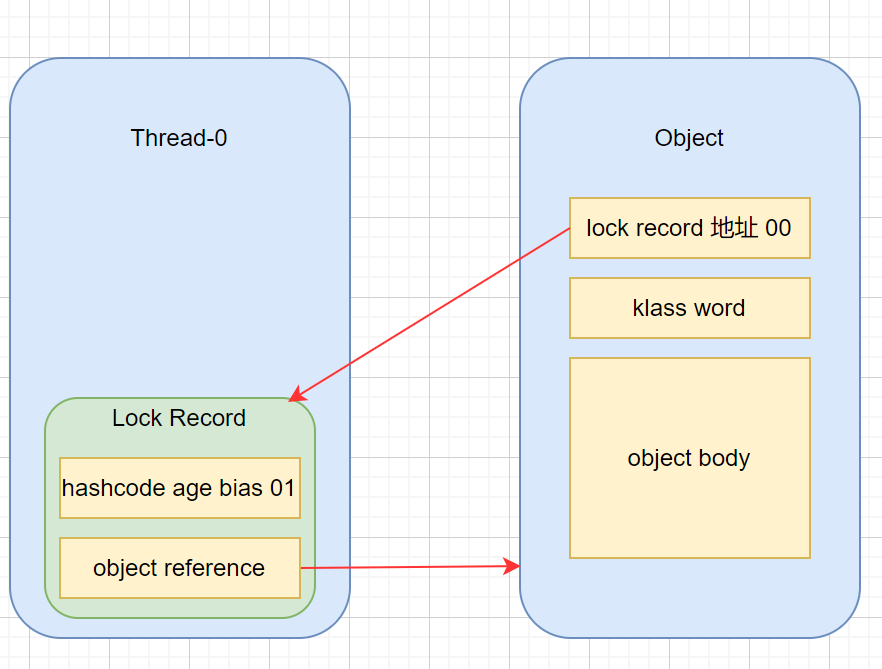 Thread-0
Lock Record
hashcode age bias 01
object reference
Object
lock record 地址 00
klass word
object body